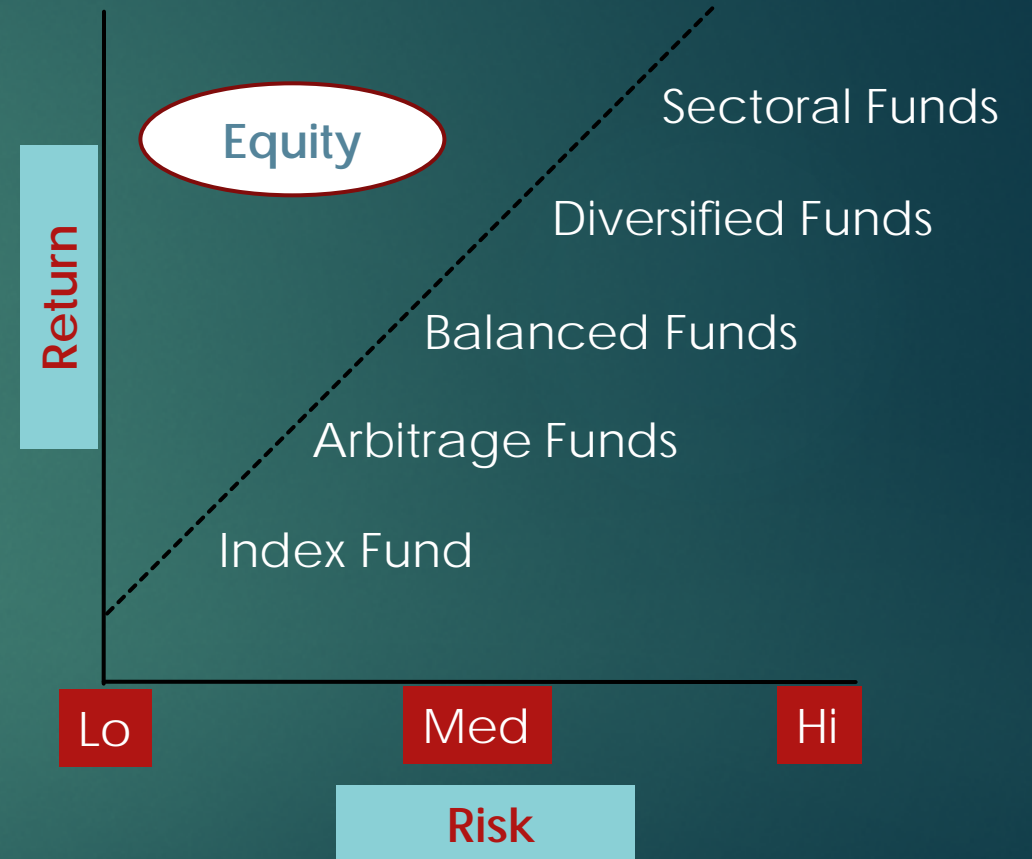 Equity
Return
Sectoral Funds
Diversified Funds
Balanced Funds
Arbitrage Funds
Index Fund
Lo
Med
Hi
Risk